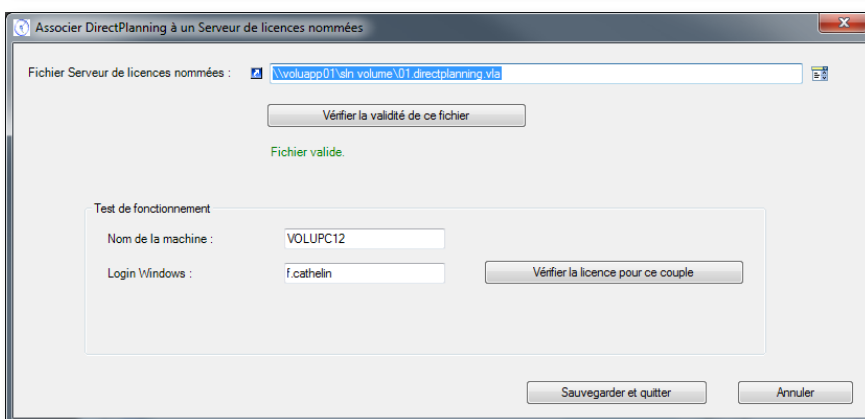 Associer DirectPlanning à un Serveur de licences nommées
Fichier Serveur de licences nommées :
\\voluapp01\sln volume\01.directplanning.vla
Vérifier la validité de ce fichier
Fichier valide.
Test de fonctionnement
Nom de la machine :
VOLUPC12
Login Windows :
f.cathelin
Vérifier la licence pour ce couple
Sauvegarder et quitter
Annuler